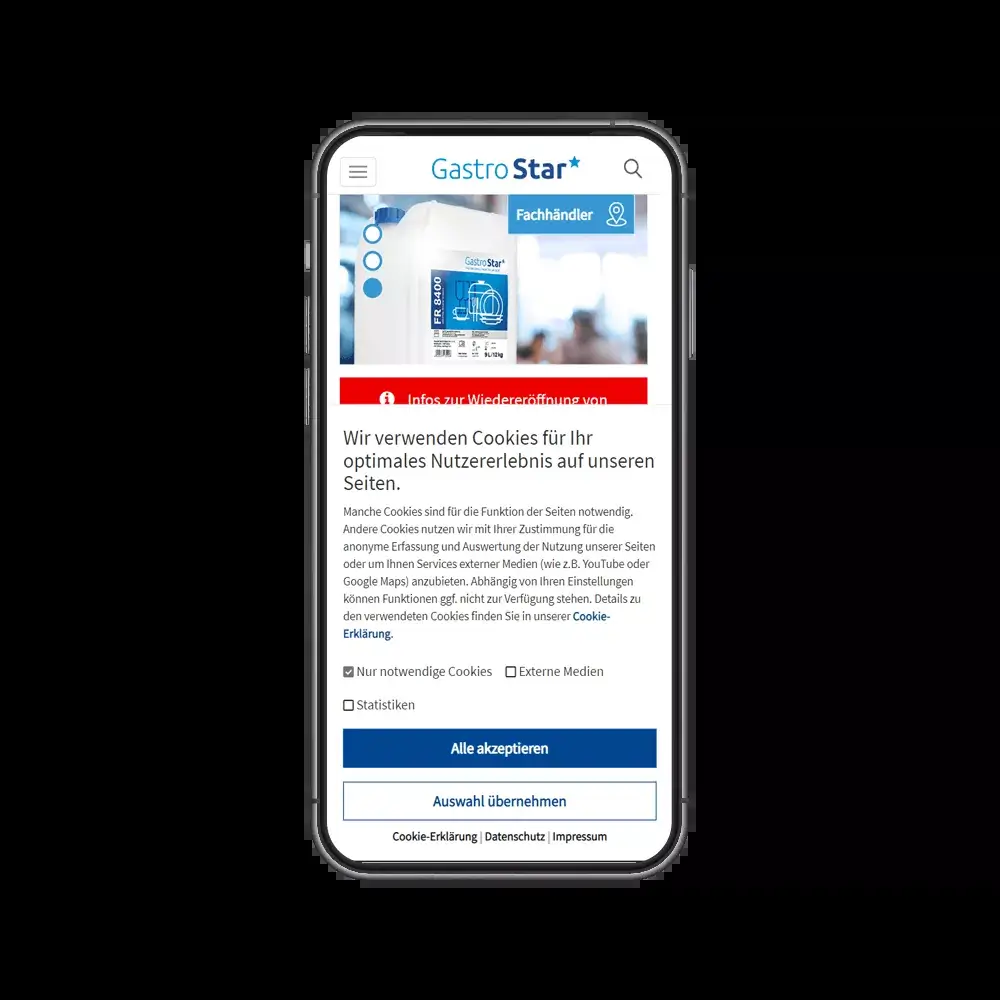 Gastro Star
Fachhändler
Gastro Star
FR 8400
9 L / 12 kg
Infos zur Wiedereröffnung von
Wir verwenden Cookies für Ihr
optimales Nutzererlebnis auf unseren
Seiten.
Manche Cookies sind für die Funktion der Seiten notwendig.
Andere Cookies nutzen wir mit Ihrer Zustimmung für die
anonyme Erfassung und Auswertung der Nutzung unserer Seiten
oder um Ihnen Services externer Medien (wie z.B. YouTube oder
Google Maps) anzubieten. Abhängig von Ihren Einstellungen
können Funktionen ggf. nicht zur Verfügung stehen. Details zu
den verwendeten Cookies finden Sie in unserer Cookie-
Erklärung.
Nur notwendige Cookies Externe Medien
Statistiken
Alle akzeptieren
Auswahl übernehmen
Cookie-Erklärung | Datenschutz | Impressum